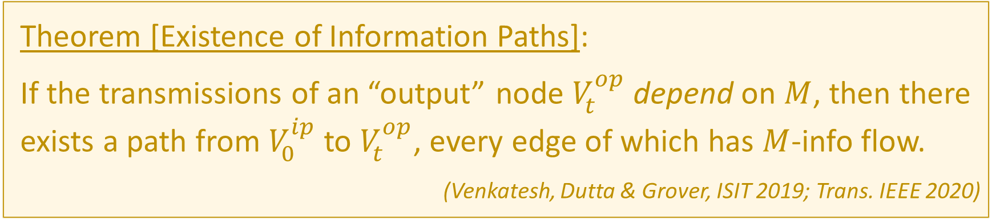 Theorem [Existence of Information Paths]:
If the transmissions of an “output” node $V_t^{op}$ depend on $M$, then there
exists a path from $V_0^{ip}$ to $V_t^{op}$, every edge of which has $M$-info flow.
(Venkatesh, Dutta & Grover, ISIT 2019; Trans. IEEE 2020)